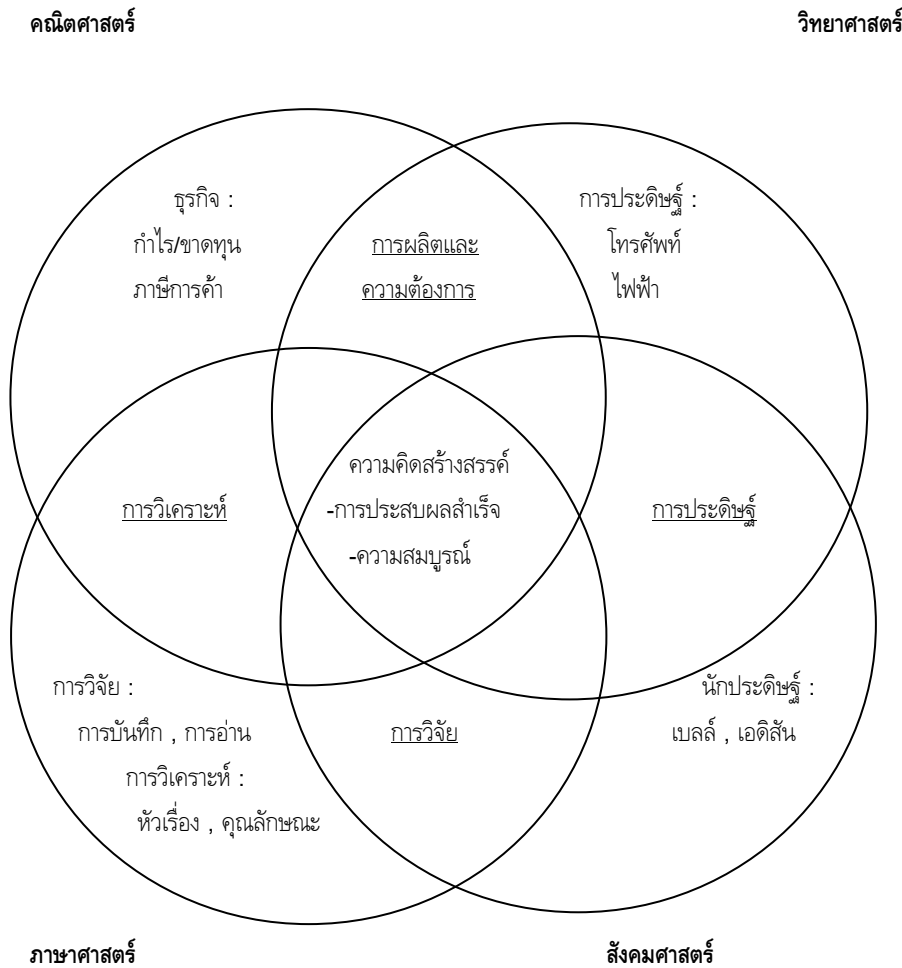 คณิตศาสตร์
วิทยาศาสตร์
ธุรกิจ :
กำไร/ขาดทุน
ภาษีการค้า
การผลิตและ
ความต้องการ
การประดิษฐ์ :
โทรศัพท์
ไฟฟ้า
การวิเคราะห์
ความคิดสร้างสรรค์
-การประสบผลสำเร็จ
-ความสมบูรณ์
การประดิษฐ์
การวิจัย :
การบันทึก , การอ่าน
การวิเคราะห์ :
หัวเรื่อง , คุณลักษณะ
การวิจัย
นักประดิษฐ์ :
เบลล์ , เอดิสัน
ภาษาศาสตร์
สังคมศาสตร์